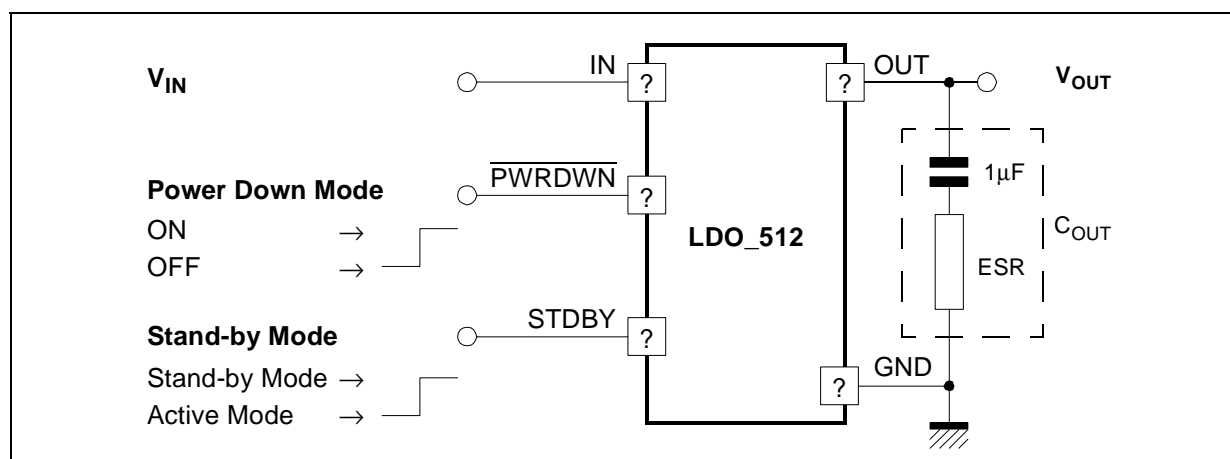 V_IN
IN
?
?
OUT
V_OUT
Power Down Mode
ON →
OFF →
PWRDWN
?
LDO_512
1µF
ESR
C_OUT
Stand-by Mode
Stand-by Mode →
Active Mode →
STDBY
?
?
GND